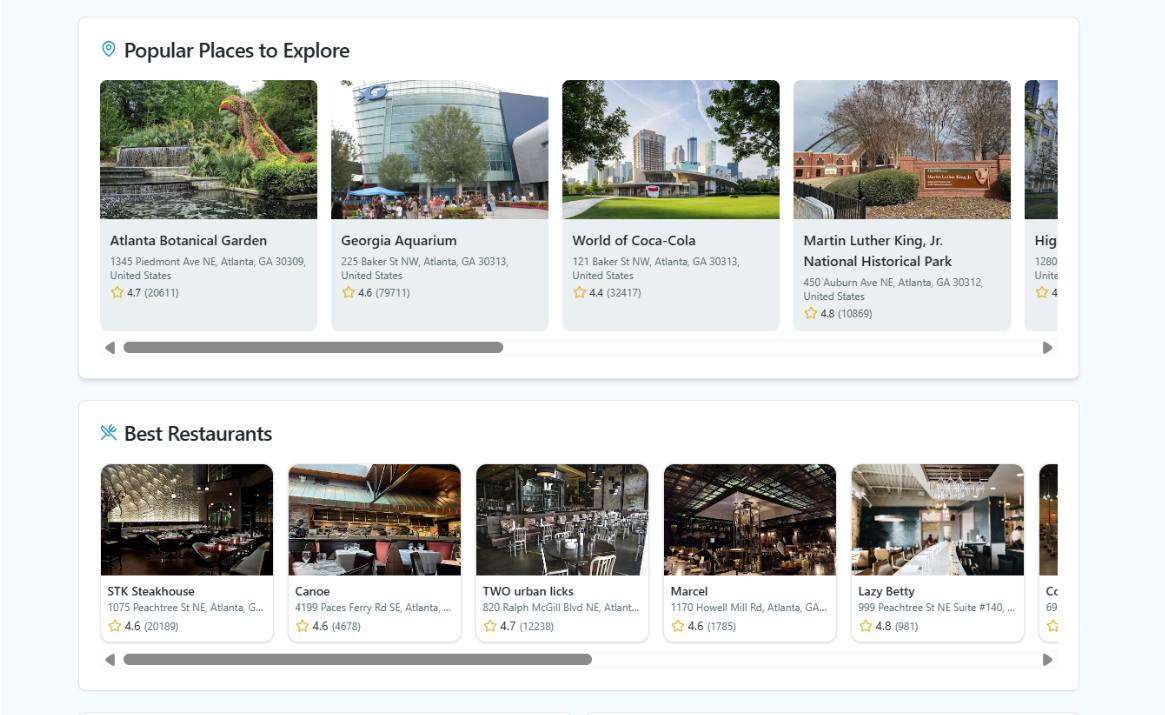 Popular Places to Explore
Atlanta Botanical Garden
1345 Piedmont Ave NE, Atlanta, GA 30309,
United States
4.7 (20611)
Georgia Aquarium
225 Baker St NW, Atlanta, GA 30313,
United States
4.6 (79711)
World of Coca-Cola
121 Baker St NW, Atlanta, GA 30313,
United States
4.4 (32417)
Martin Luther King, Jr.
Martin Luther King, Jr.
National Historical Park
450 Auburn Ave NE, Atlanta, GA 30312,
United States
4.8 (10869)
Hig
1280
Unite
4
Best Restaurants
STK Steakhouse
1075 Peachtree St NE, Atlanta, G...
4.6 (20189)
Canoe
4199 Paces Ferry Rd SE, Atlanta, ...
4.6 (4678)
TWO urban licks
820 Ralph McGill Blvd NE, Atlant...
4.7 (12238)
Marcel
1170 Howell Mill Rd, Atlanta, GA...
4.6 (1785)
Lazy Betty
999 Peachtree St NE Suite #140, ...
4.8 (981)
69